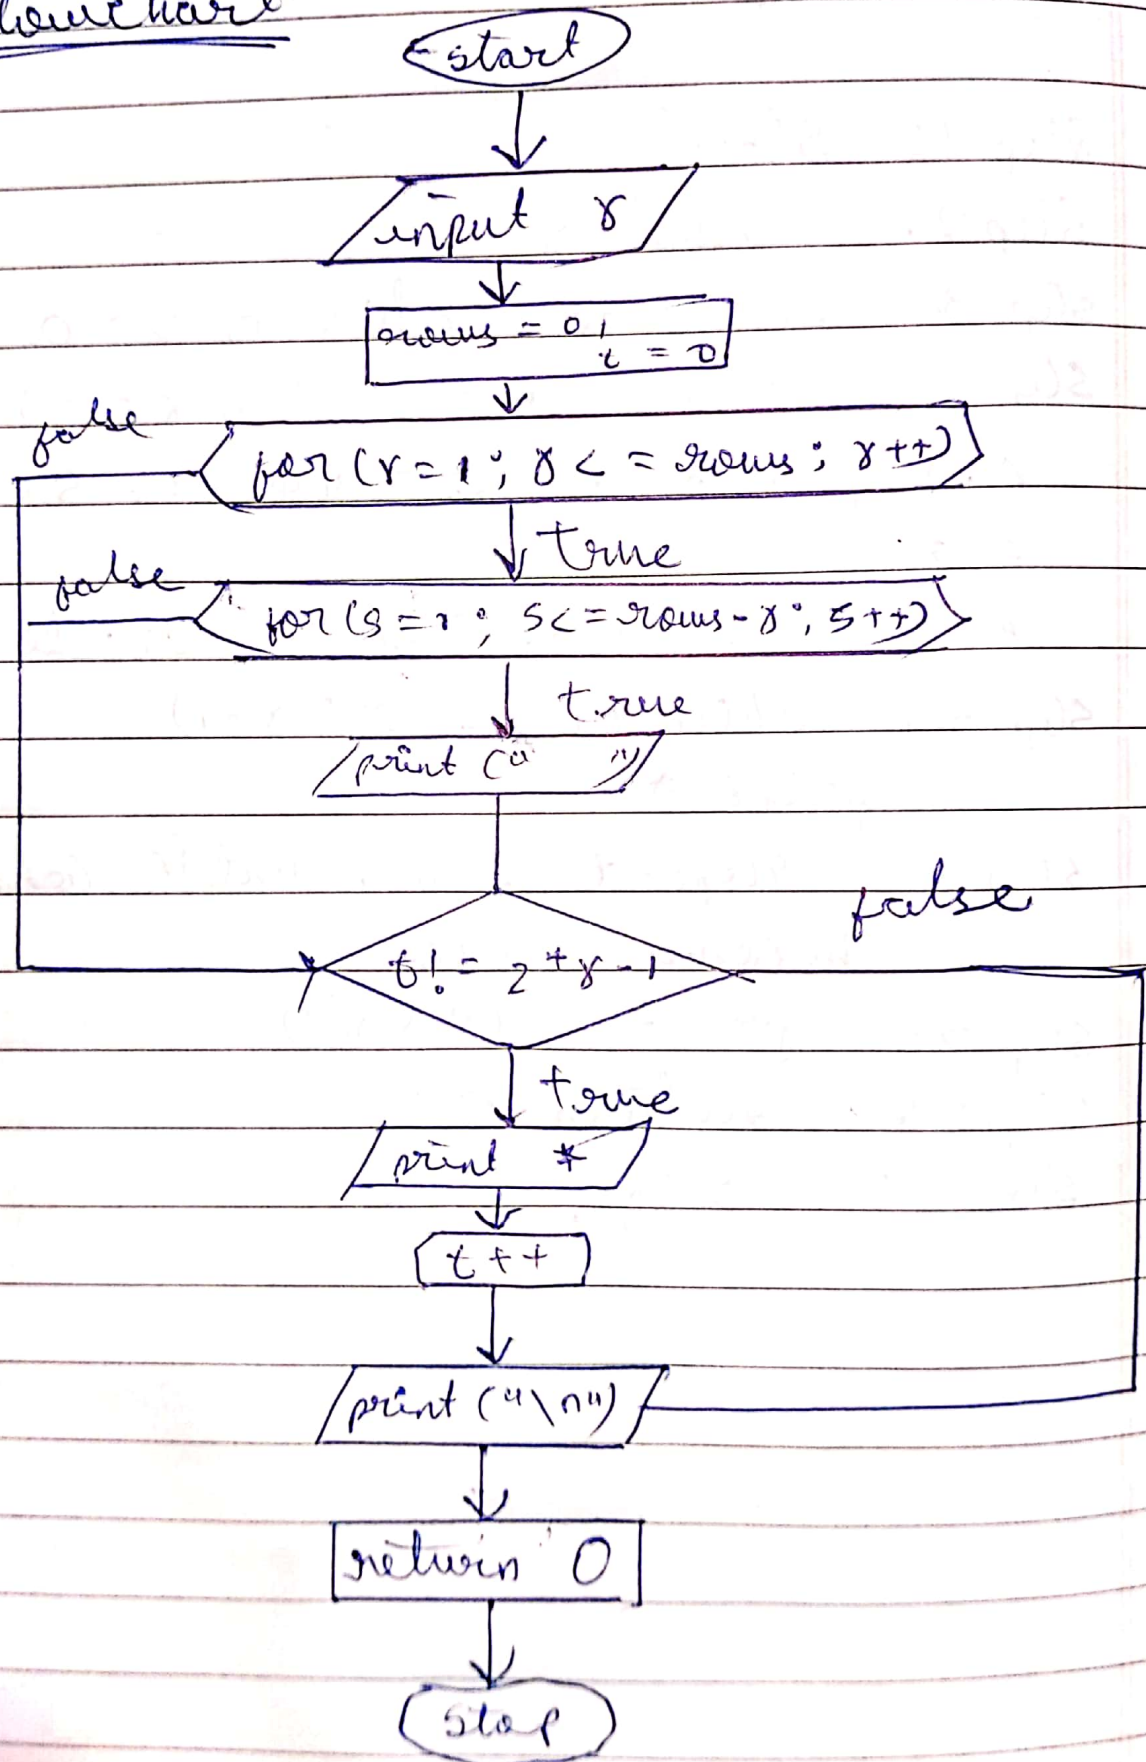 flowchart
start
input r
rows = 0,
t = 0
false
for (r = 1 ; r < = rows ; r++)
true
false
for (s = 1 ; s<= rows - r ; s++)
true
print (" ")
false
t! = 2 * r - 1
true
print *
t++
print ("\n")
return 0
stop